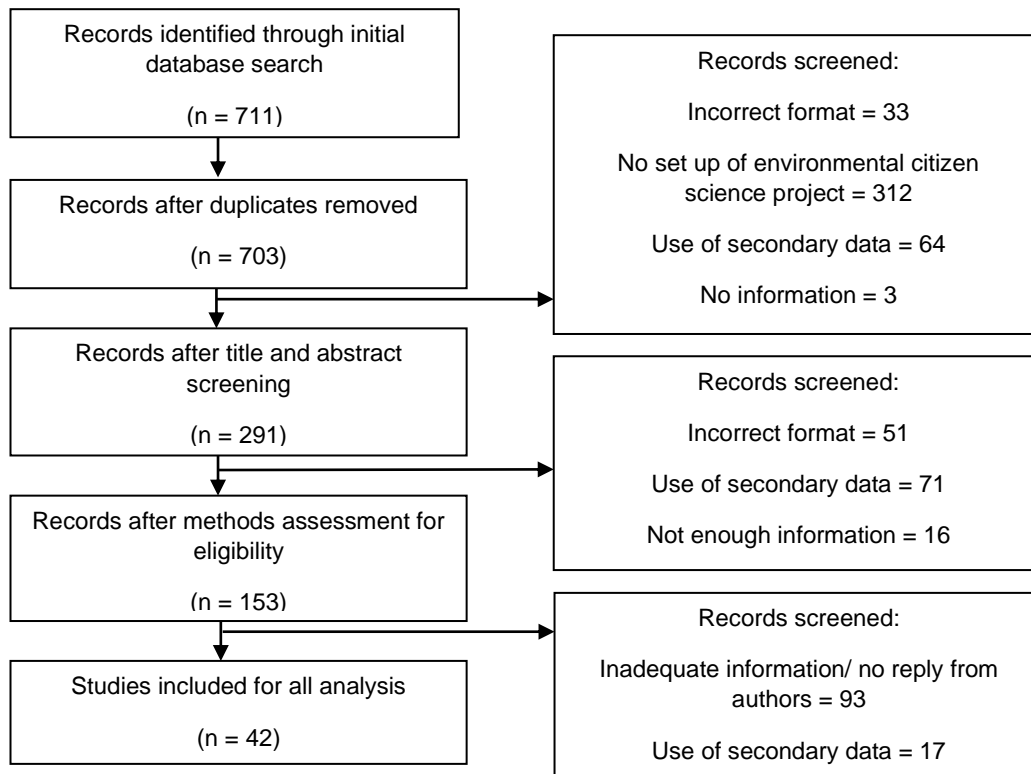 Records identified through initial
database search
(n = 711)
Records after duplicates removed
(n = 703)
Records after title and abstract
screening
(n = 291)
Records after methods assessment for
eligibility
(n = 153)
Studies included for all analysis
(n = 42)
Records screened:
Incorrect format = 33
No set up of environmental citizen
science project = 312
Use of secondary data = 64
No information = 3
Records screened:
Incorrect format = 51
Use of secondary data = 71
Not enough information = 16
Records screened:
Inadequate information/ no reply from
authors = 93
Use of secondary data = 17